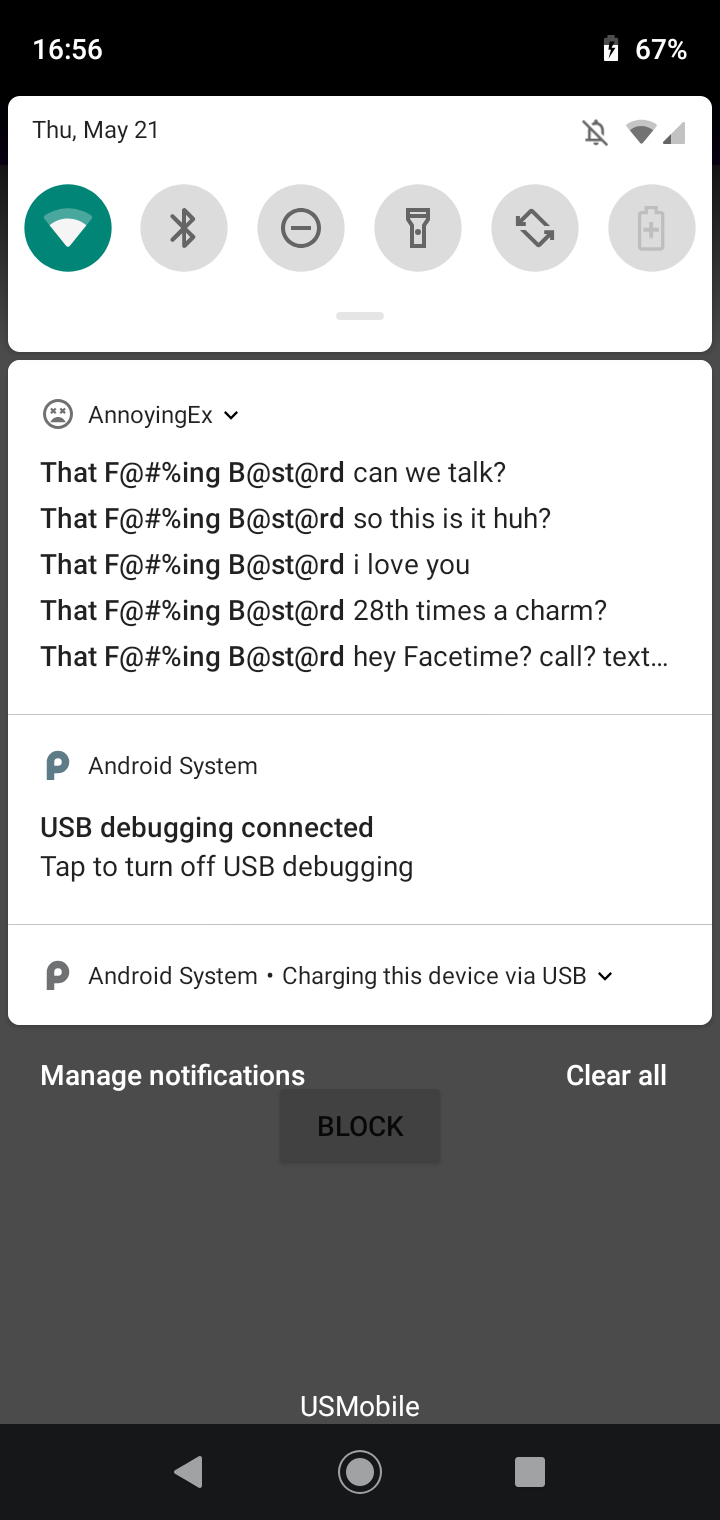 16:56
67%
Thu, May 21
AnnoyingEx
That F@#%ing B@st@rd can we talk?
That F@#%ing B@st@rd so this is it huh?
That F@#%ing B@st@rd i love you
That F@#%ing B@st@rd 28th times a charm?
That F@#%ing B@st@rd hey Facetime? call? text…
Android System
USB debugging connected
Tap to turn off USB debugging
Android System • Charging this device via USB
Manage notifications
Clear all
BLOCK
USMobile